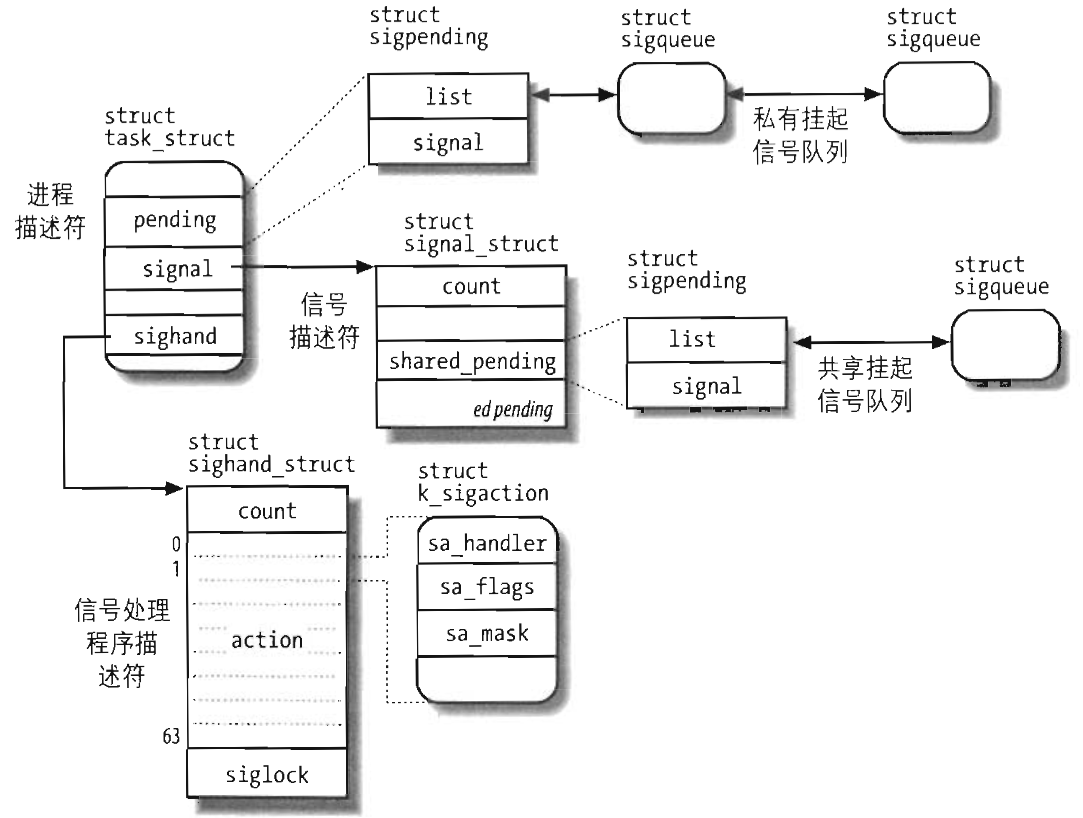 struct
sigpending
list
signal
struct
sigqueue
私有挂起
信号队列
struct
sigqueue
struct
task_struct
进程
描述符
pending
signal
sighand
信号
描述符
struct
signal_struct
count
shared_pending
ed pending
struct
sigpending
list
signal
共享挂起
信号队列
struct
sigqueue
struct
sighand_struct
count
0
1
信号处理
程序描
述符
action
63
siglock
struct
k_sigaction
sa_handler
sa_flags
sa_mask